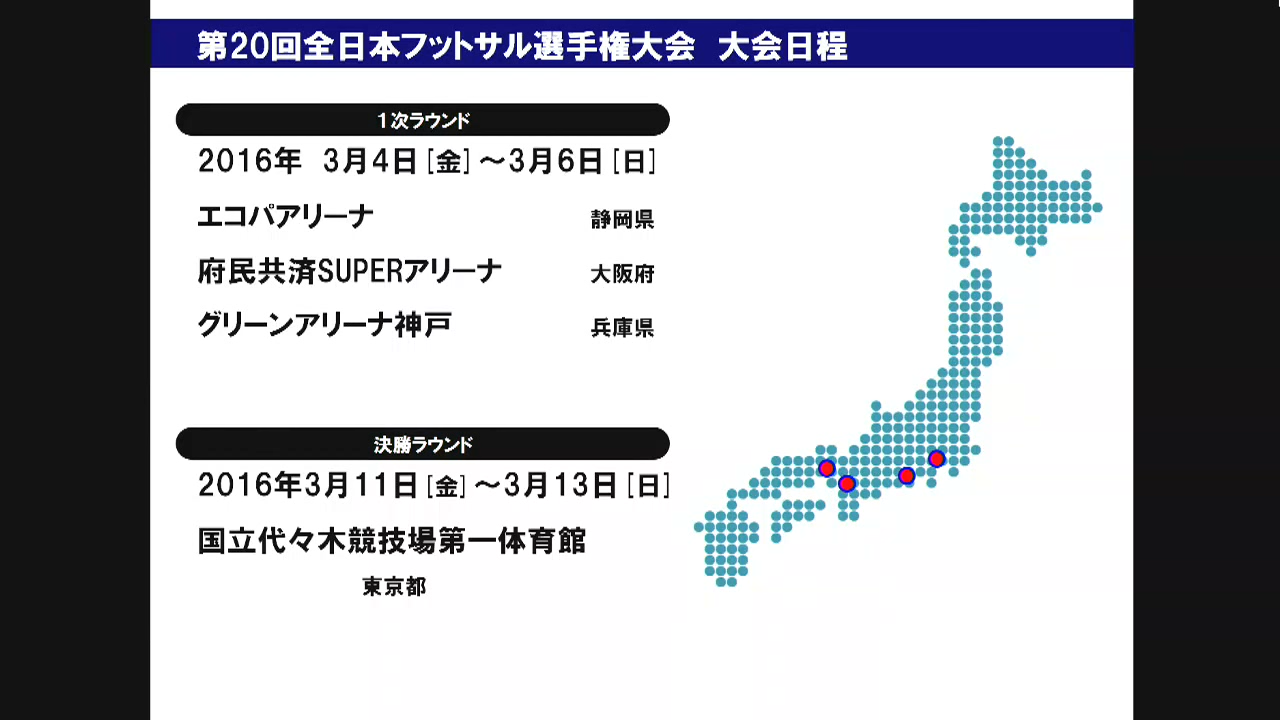 第20回全日本フットサル選手権大会　大会日程
1次ラウンド
2016年　3月4日[金]～3月6日[日]
エコパアリーナ　静岡県
府民共済SUPERアリーナ　大阪府
グリーンアリーナ神戸　兵庫県
決勝ラウンド
2016年3月11日[金]～3月13日[日]
国立代々木競技場第一体育館
東京都